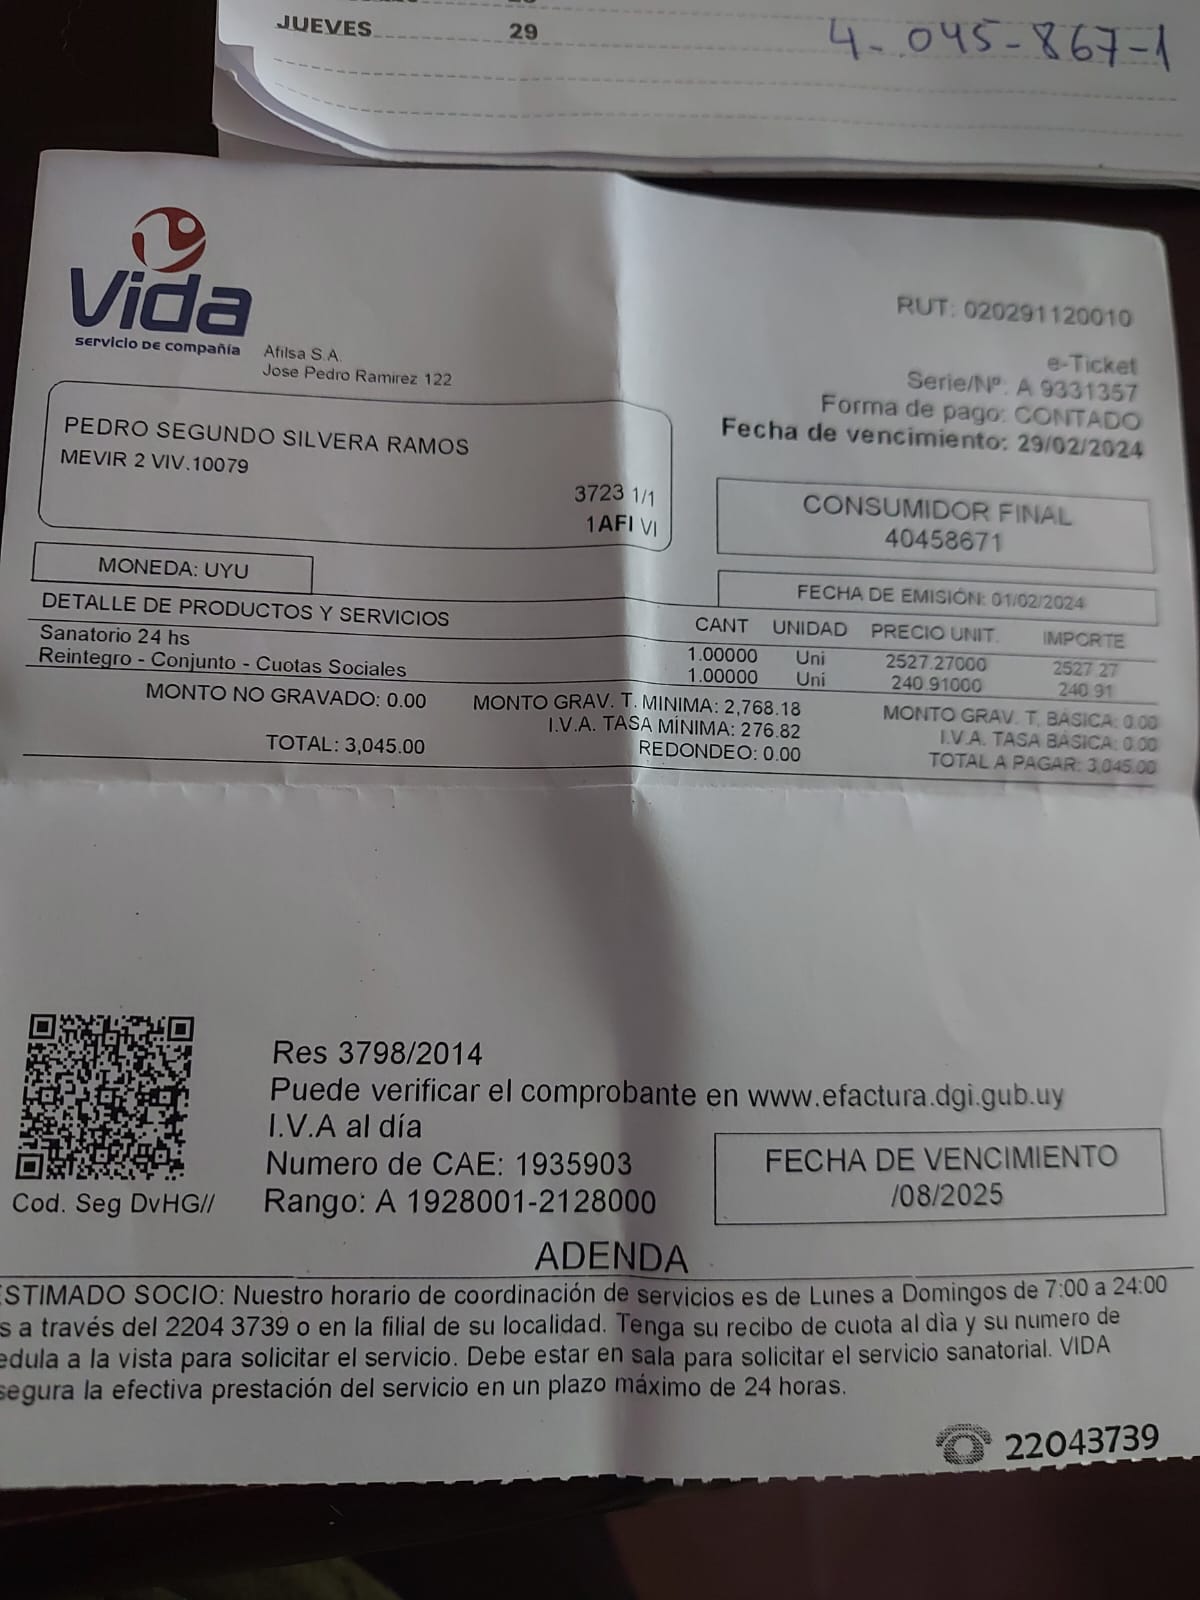 JUEVES 29
4-045-867-1
Vida
servicio de compañía
Afilsa S.A.
Jose Pedro Ramirez 122
RUT: 020291120010
e-Ticket
Serie/Nº: A 9331357
Forma de pago: CONTADO
Fecha de vencimiento: 29/02/2024
PEDRO SEGUNDO SILVERA RAMOS
MEVIR 2 VIV.10079
3723 1/1
1AFI VI
CONSUMIDOR FINAL
40458671
MONEDA: UYU
FECHA DE EMISIÓN: 01/02/2024
DETALLE DE PRODUCTOS Y SERVICIOS CANT UNIDAD PRECIO UNIT. IMPORTE
Sanatorio 24 hs 1.00000 Uni 2527.27000 2527.27
Reintegro - Conjunto - Cuotas Sociales 1.00000 Uni 240.91000 240.91
MONTO NO GRAVADO: 0.00 MONTO GRAV. T. MINIMA: 2,768.18 MONTO GRAV. T. BÁSICA: 0.00
I.V.A. TASA MÍNIMA: 276.82 I.V.A. TASA BÁSICA: 0.00
TOTAL: 3,045.00 REDONDEO: 0.00 TOTAL A PAGAR: 3,045.00
Res 3798/2014
Puede verificar el comprobante en www.efactura.dgi.gub.uy
I.V.A al día
Numero de CAE: 1935903
Rango: A 1928001-2128000
Cod. Seg DvHG//
FECHA DE VENCIMIENTO
/08/2025
ADENDA
ESTIMADO SOCIO: Nuestro horario de coordinación de servicios es de Lunes a Domingos de 7:00 a 24:00
s a través del 2204 3739 o en la filial de su localidad. Tenga su recibo de cuota al dìa y su numero de
edula a la vista para solicitar el servicio. Debe estar en sala para solicitar el servicio sanatorial. VIDA
segura la efectiva prestación del servicio en un plazo máximo de 24 horas.
22043739